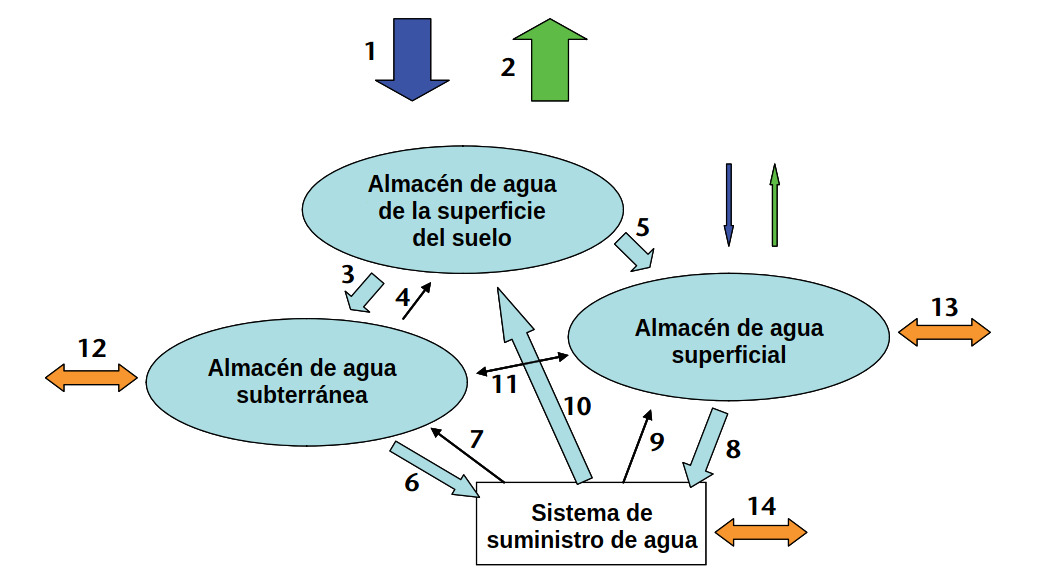 1
2
Almacén de agua
de la superficie
del suelo
5
3
4
13
Almacén de agua
superficial
12
Almacén de agua
subterránea
11
10
7
9
8
6
14
Sistema de
suministro de agua